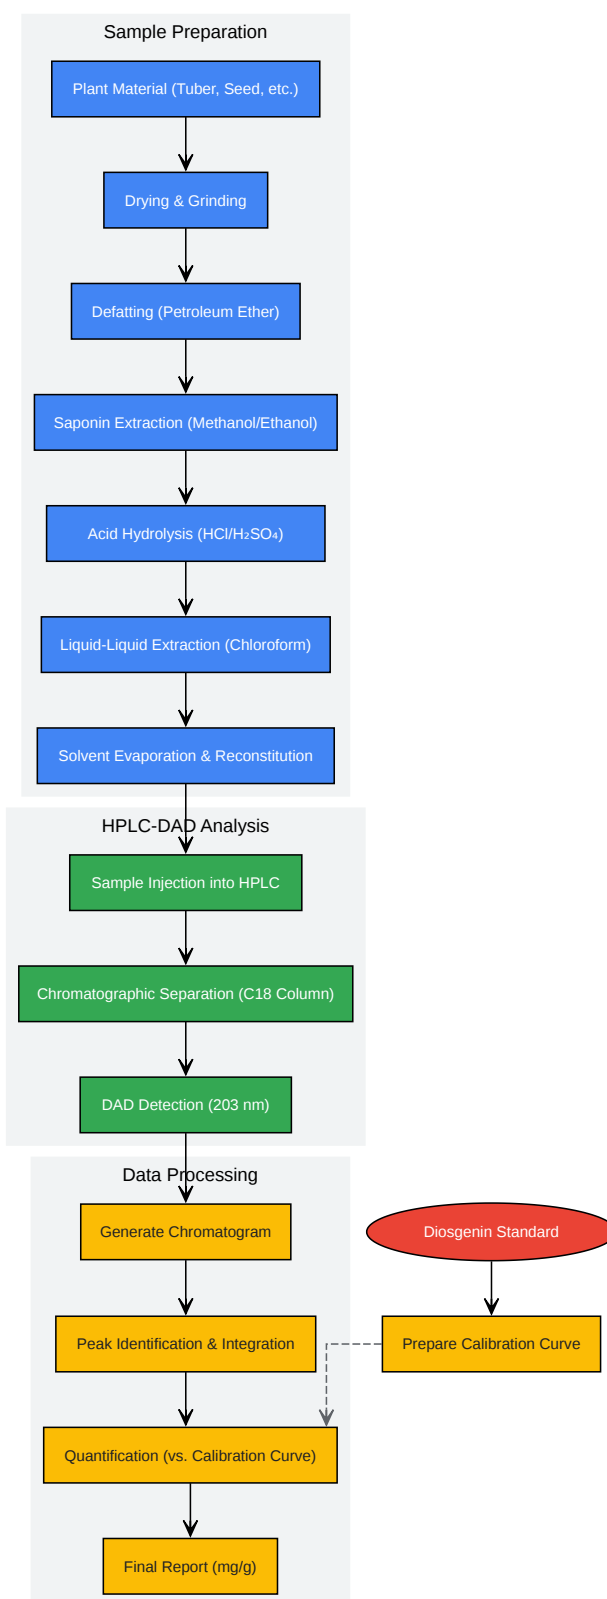 Sample Preparation
Plant Material (Tuber, Seed, etc.)
Drying & Grinding
Defatting (Petroleum Ether)
Saponin Extraction (Methanol/Ethanol)
Acid Hydrolysis (HCl/H₂SO₄)
Liquid-Liquid Extraction (Chloroform)
Solvent Evaporation & Reconstitution
HPLC-DAD Analysis
Sample Injection into HPLC
Chromatographic Separation (C18 Column)
DAD Detection (203 nm)
Data Processing
Generate Chromatogram
Diosgenin Standard
Peak Identification & Integration
Prepare Calibration Curve
Quantification (vs. Calibration Curve)
Final Report (mg/g)